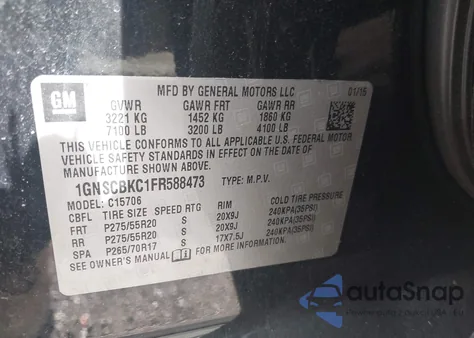 GM
MFD BY GENERAL MOTORS LLC
01/15
GVWR GAWR FRT GAWR RR
3221 KG 1452 KG 1860 KG
7100 LB 3200 LB 4100 LB
THIS VEHICLE CONFORMS TO ALL APPLICABLE U.S. FEDERAL MOTOR
VEHICLE SAFETY STANDARDS IN EFFECT ON THE DATE OF
MANUFACTURE SHOWN ABOVE.
1GNSCBKC1FR588473 TYPE: M.P.V.
MODEL: C15706
CBFL TIRE SIZE SPEED RTG RIM COLD TIRE PRESSURE
FRT P275/55R20 S 20X9J 240KPA(35PSI)
RR P275/55R20 S 20X9J 240KPA(35PSI)
SPA P265/70R17 S 17X7.5J 240KPA(35PSI)
SEE OWNER'S MANUAL FOR ADDITIONAL INFORMATION.
autoSnap